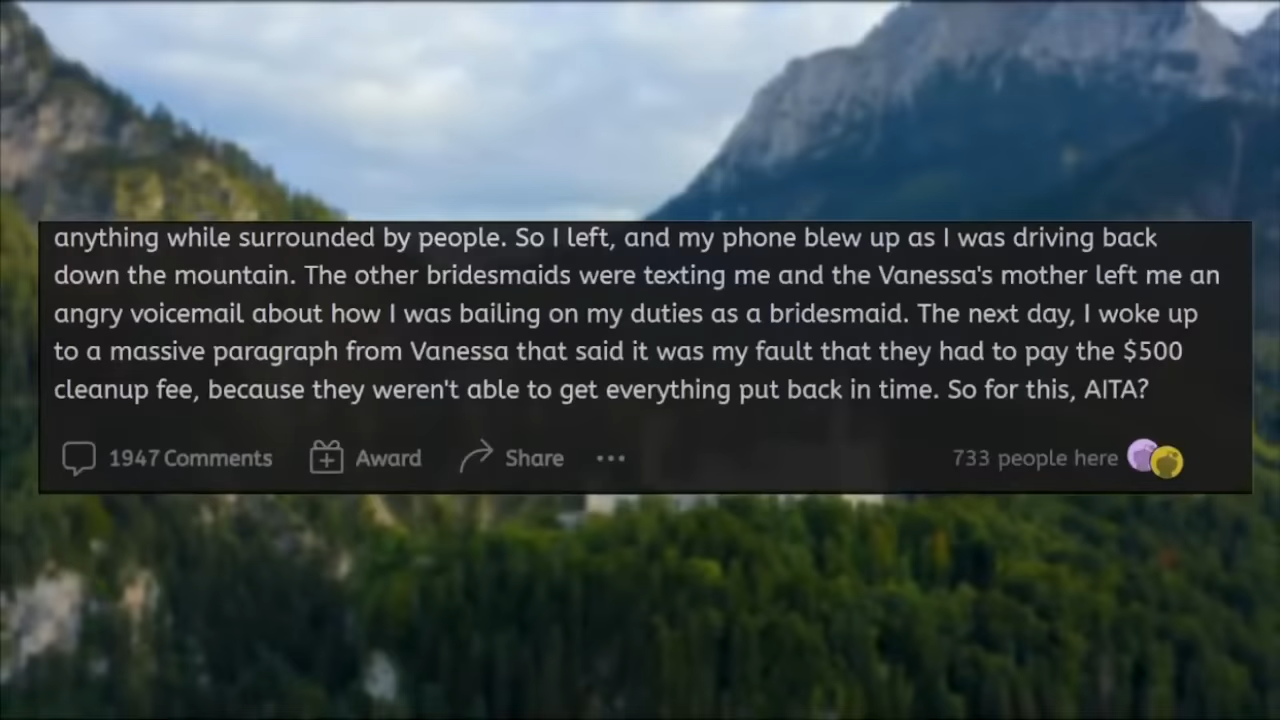 anything while surrounded by people. So I left, and my phone blew up as I was driving back
down the mountain. The other bridesmaids were texting me and the Vanessa's mother left me an
angry voicemail about how I was bailing on my duties as a bridesmaid. The next day, I woke up
to a massive paragraph from Vanessa that said it was my fault that they had to pay the $500
cleanup fee, because they weren't able to get everything put back in time. So for this, AITA?
1947 Comments Award Share 733 people here